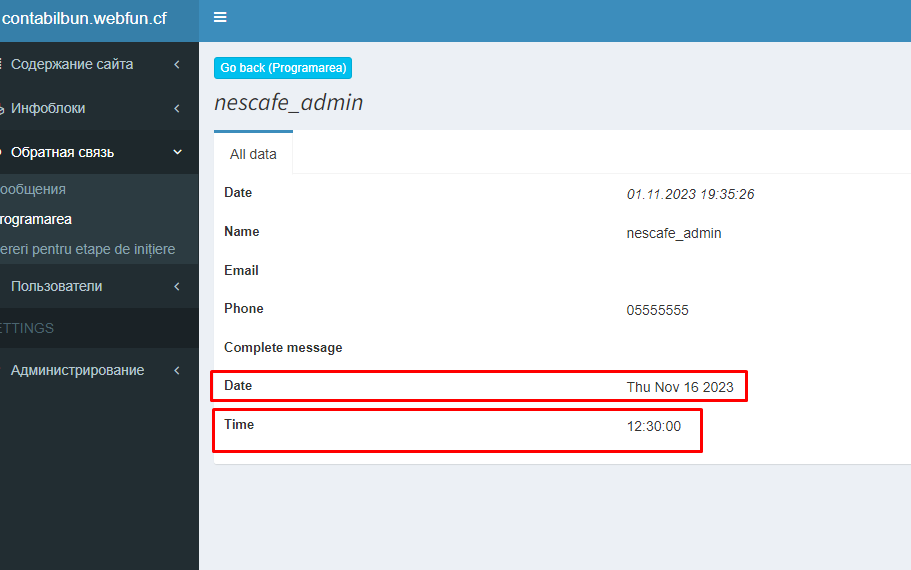 contabilbun.webfun.cf
Содержание сайта
Инфоблоки
Обратная связь
ообщения
rogramarea
ereri pentru etape de inițiere
Пользователи
ETTINGS
Администрирование
Go back (Programarea)
nescafe_admin
All data
Date 01.11.2023 19:35:26
Name nescafe_admin
Email
Phone 05555555
Complete message
Date Thu Nov 16 2023
Time 12:30:00